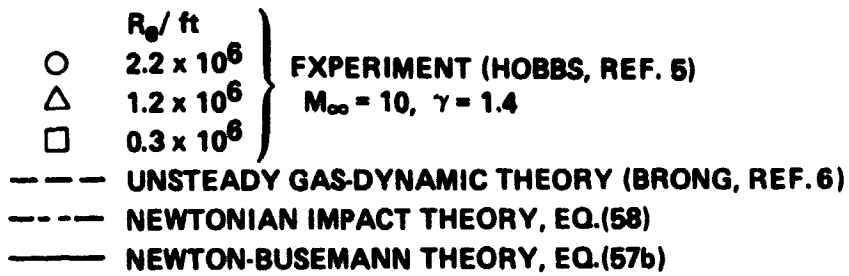 Re/ ft
2.2 x 10⁶
FXPERIMENT (HOBBS, REF. 5)
1.2 x 10⁶
M∞ = 10, γ = 1.4
0.3 x 10⁶
UNSTEADY GAS-DYNAMIC THEORY (BRONG, REF. 6)
NEWTONIAN IMPACT THEORY, EQ.(58)
NEWTON-BUSEMANN THEORY, EQ.(57b)